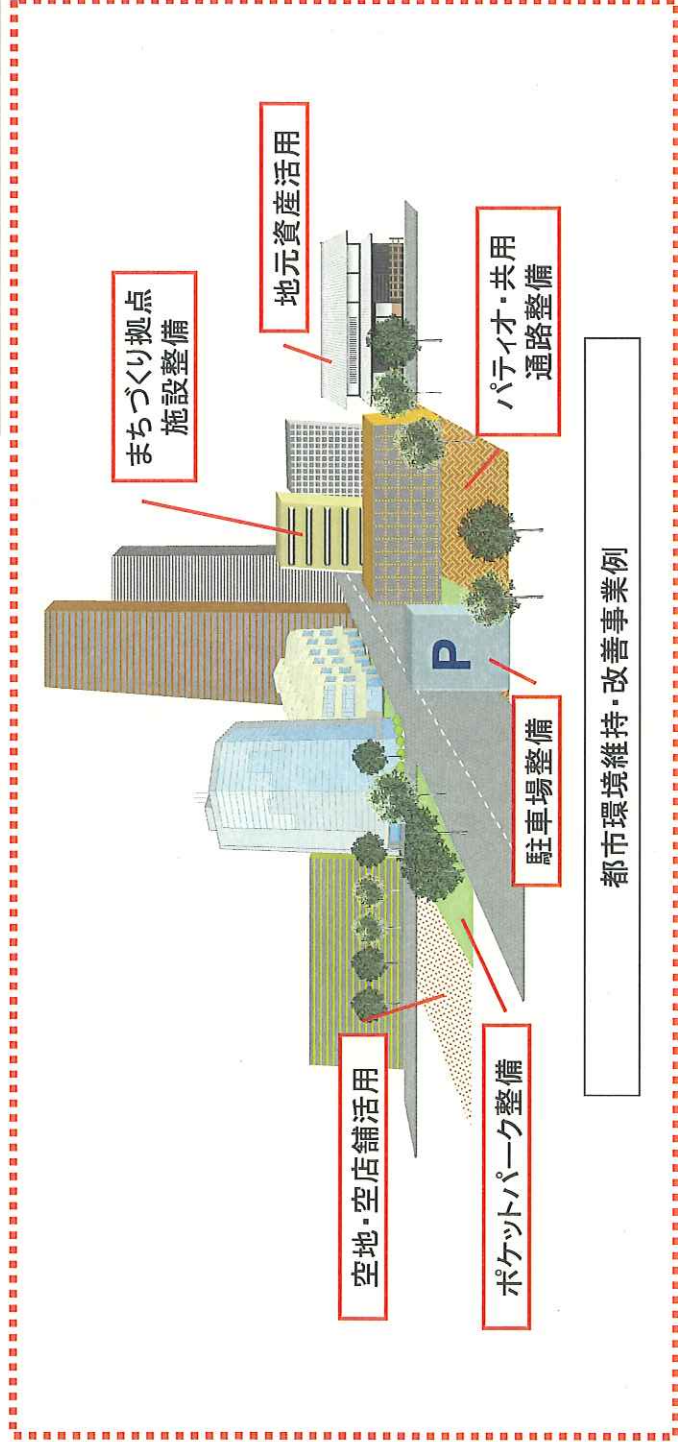 まちづくり拠点
施設整備
地元資産活用
空地・空店舗活用
P
ポケットパーク整備
駐車場整備
パティオ・共用
通路整備
都市環境維持・改善事業例